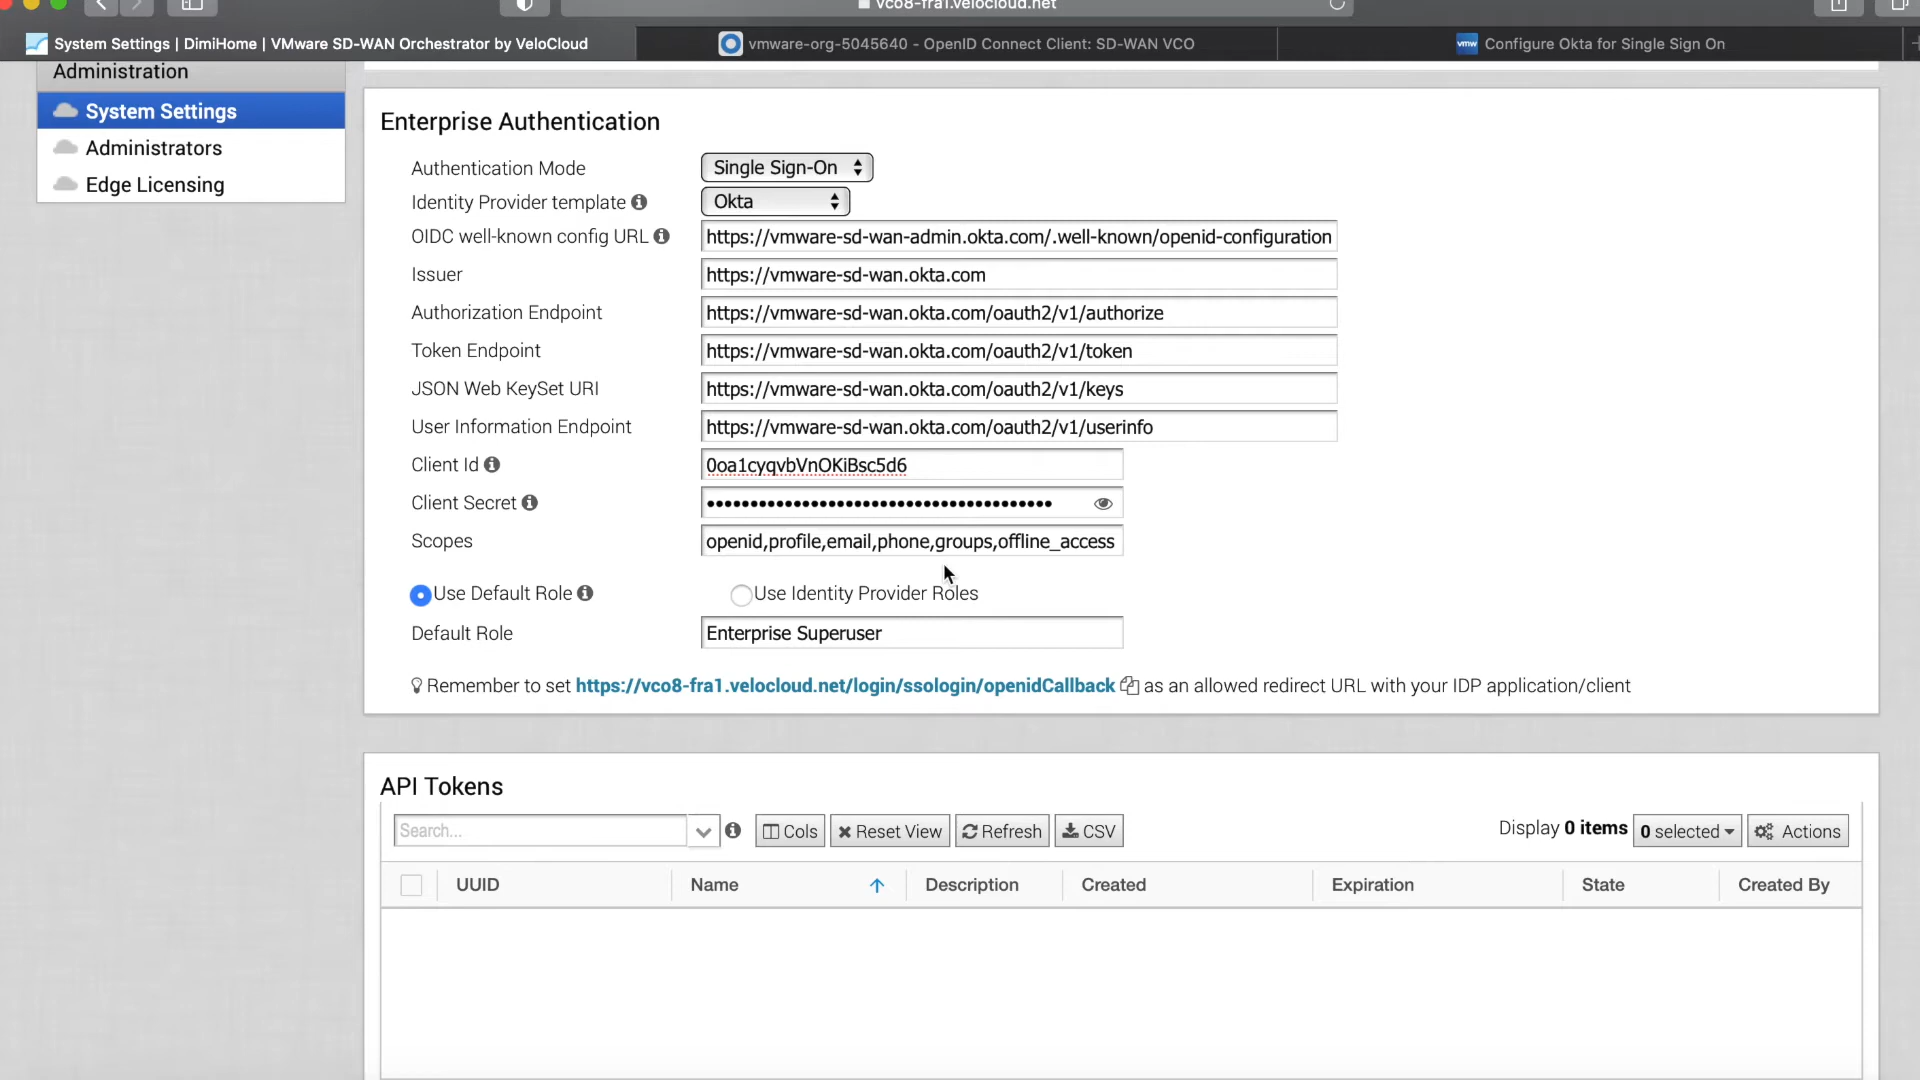 vco8-fra1.velocloud.net
System Settings | DimiHome | VMware SD-WAN Orchestrator by VeloCloud
vmware-org-5045640 - OpenID Connect Client: SD-WAN VCO
vmw Configure Okta for Single Sign On
Administration
System Settings
Administrators
Edge Licensing
Enterprise Authentication
Authentication Mode Single Sign-On
Identity Provider template Okta
OIDC well-known config URL https://vmware-sd-wan-admin.okta.com/.well-known/openid-configuration
Issuer https://vmware-sd-wan.okta.com
Authorization Endpoint https://vmware-sd-wan.okta.com/oauth2/v1/authorize
Token Endpoint https://vmware-sd-wan.okta.com/oauth2/v1/token
JSON Web KeySet URI https://vmware-sd-wan.okta.com/oauth2/v1/keys
User Information Endpoint https://vmware-sd-wan.okta.com/oauth2/v1/userinfo
Client Id 0oa1cyqvbVnOKiBsc5d6
Client Secret ••••••••••••••••••••••••••••••••••••••••
Scopes openid,profile,email,phone,groups,offline_access
Use Default Role Use Identity Provider Roles
Default Role Enterprise Superuser
Remember to set https://vco8-fra1.velocloud.net/login/ssologin/openidCallback as an allowed redirect URL with your IDP application/client
API Tokens
Search... Cols Reset View Refresh CSV Display 0 items 0 selected Actions
UUID Name Description Created Expiration State Created By